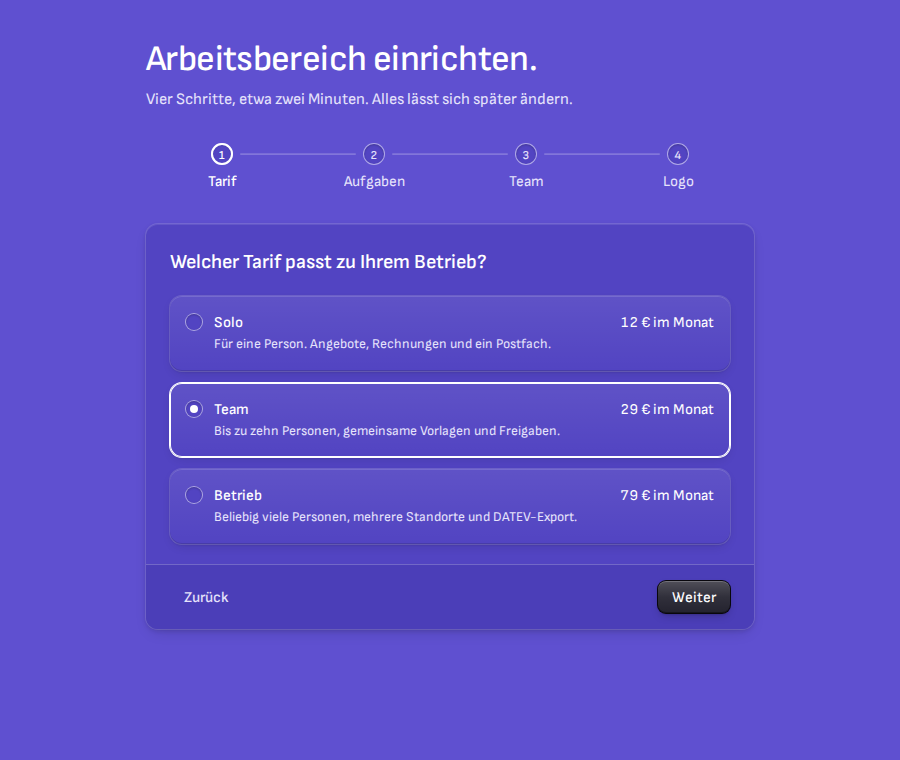 Arbeitsbereich einrichten.
Vier Schritte, etwa zwei Minuten. Alles lässt sich später ändern.
1 2 3 4
Tarif Aufgaben Team Logo
Welcher Tarif passt zu Ihrem Betrieb?
Solo 12 € im Monat
Für eine Person. Angebote, Rechnungen und ein Postfach.
Team 29 € im Monat
Bis zu zehn Personen, gemeinsame Vorlagen und Freigaben.
Betrieb 79 € im Monat
Beliebig viele Personen, mehrere Standorte und DATEV-Export.
Zurück Weiter